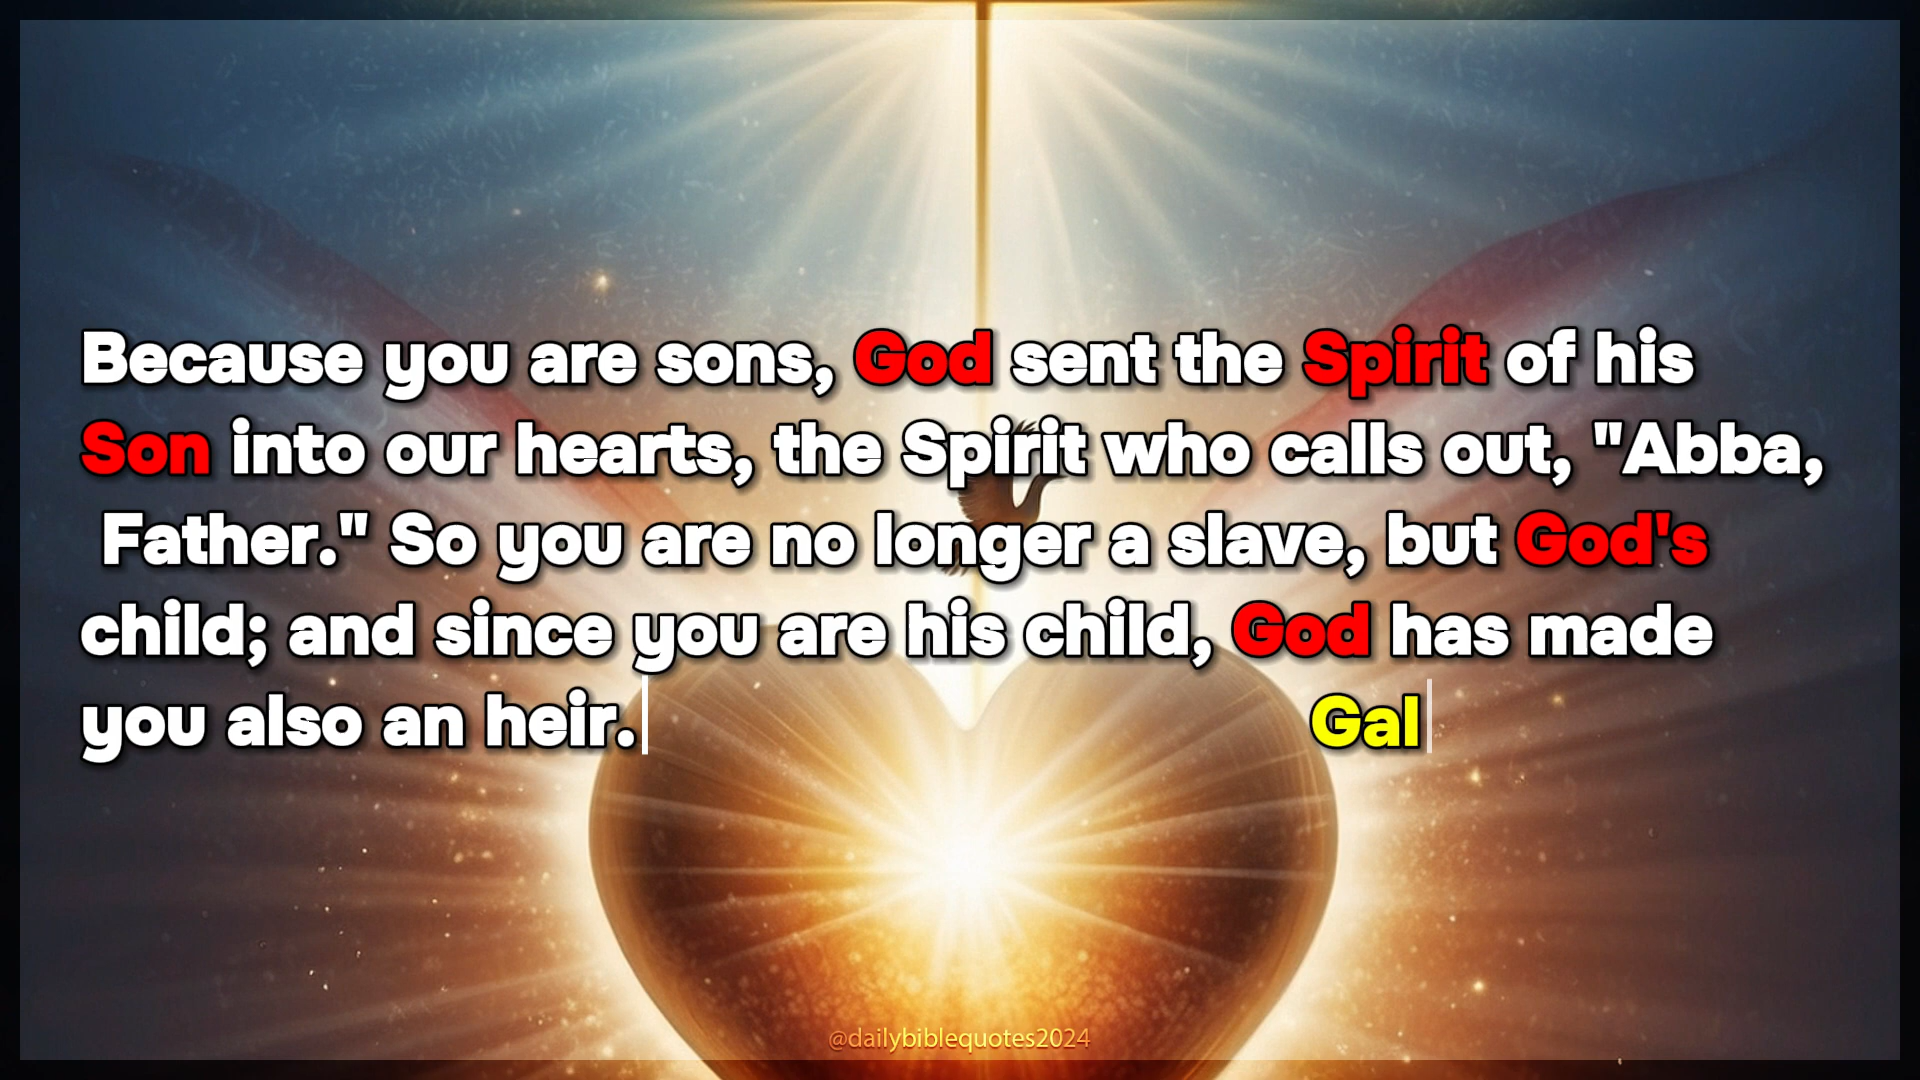 Because you are sons, God sent the Spirit of his
Son into our hearts, the Spirit who calls out, "Abba,
Father." So you are no longer a slave, but God's
child; and since you are his child, God has made
you also an heir. Gal
@dailybiblequotes2024